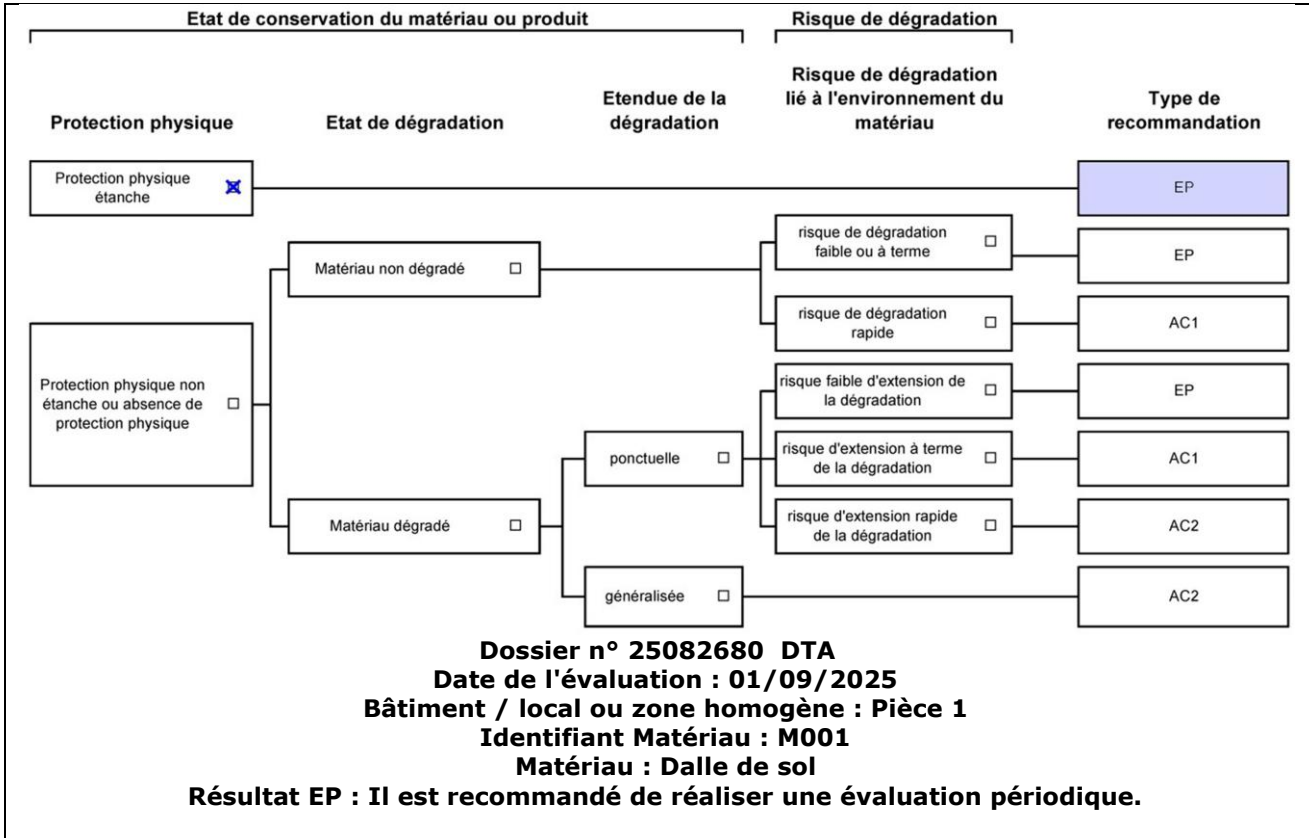 Etat de conservation du matériau ou produit
Risque de dégradation
Protection physique
Etat de dégradation
Etendue de la
dégradation
Risque de dégradation
lié à l'environnement du
matériau
Type de
recommandation
Protection physique
étanche
EP
risque de dégradation
faible ou à terme
EP
Matériau non dégradé
risque de dégradation
rapide
AC1
Protection physique non
étanche ou absence de
protection physique
risque faible d'extension de
la dégradation
EP
ponctuelle
risque d'extension à terme
de la dégradation
AC1
Matériau dégradé
risque d'extension rapide
de la dégradation
AC2
généralisée
AC2
Dossier n° 25082680 DTA
Date de l'évaluation : 01/09/2025
Bâtiment / local ou zone homogène : Pièce 1
Identifiant Matériau : M001
Matériau : Dalle de sol
Résultat EP : Il est recommandé de réaliser une évaluation périodique.